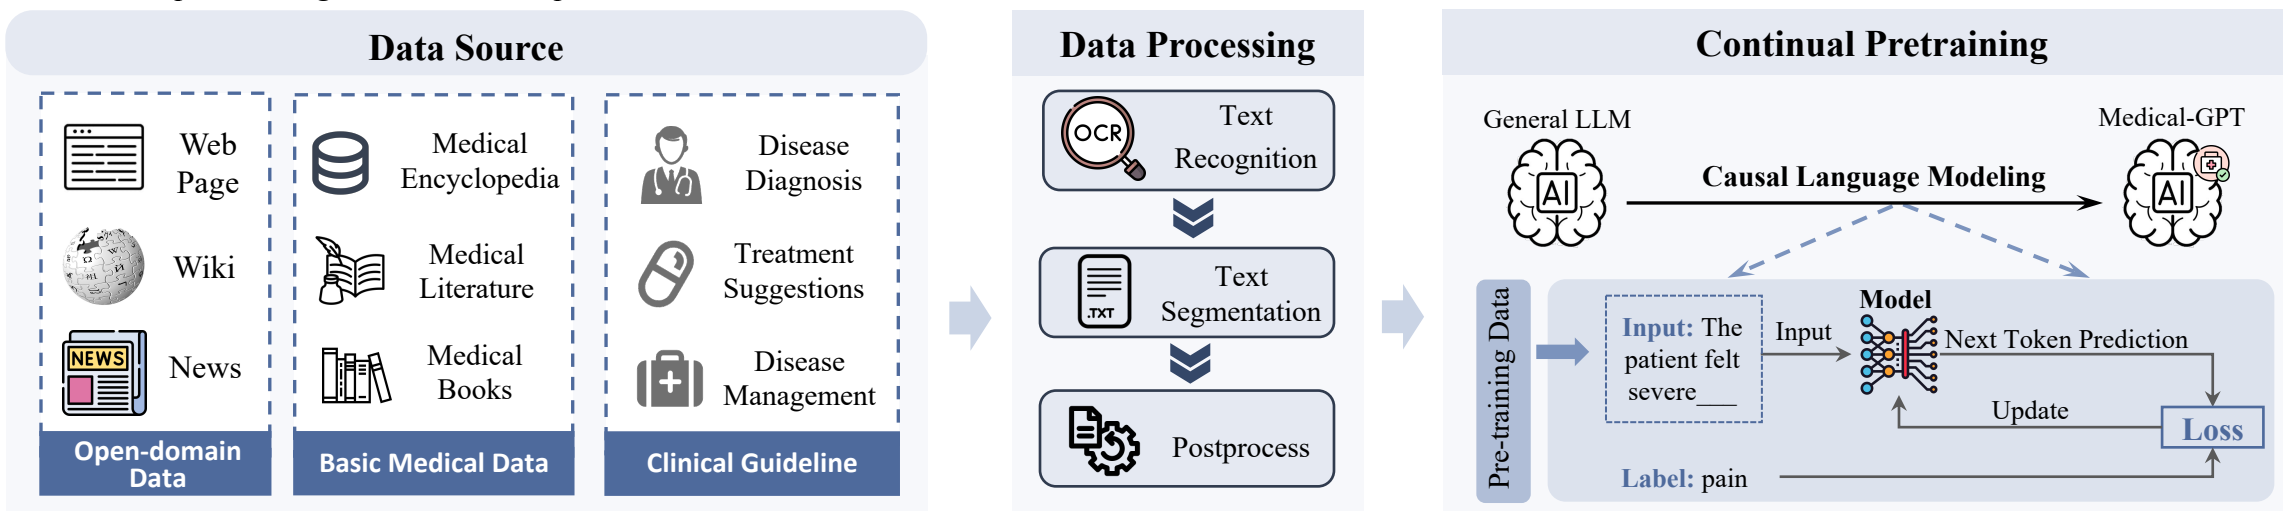 Data Source
Web
Page
Wiki
NEWS
News
Open-domain
Data
Medical
Encyclopedia
Medical
Literature
Medical
Books
Basic Medical Data
Disease
Diagnosis
Treatment
Suggestions
Disease
Management
Clinical Guideline
Data Processing
OCR
Text
Recognition
.TXT
Text
Segmentation
Postprocess
Continual Pretraining
General LLM
AI
Causal Language Modeling
Medical-GPT
AI
Pre-training Data
Input: The
patient felt
severe___
Input
Model
Next Token Prediction
Update
Loss
Label: pain